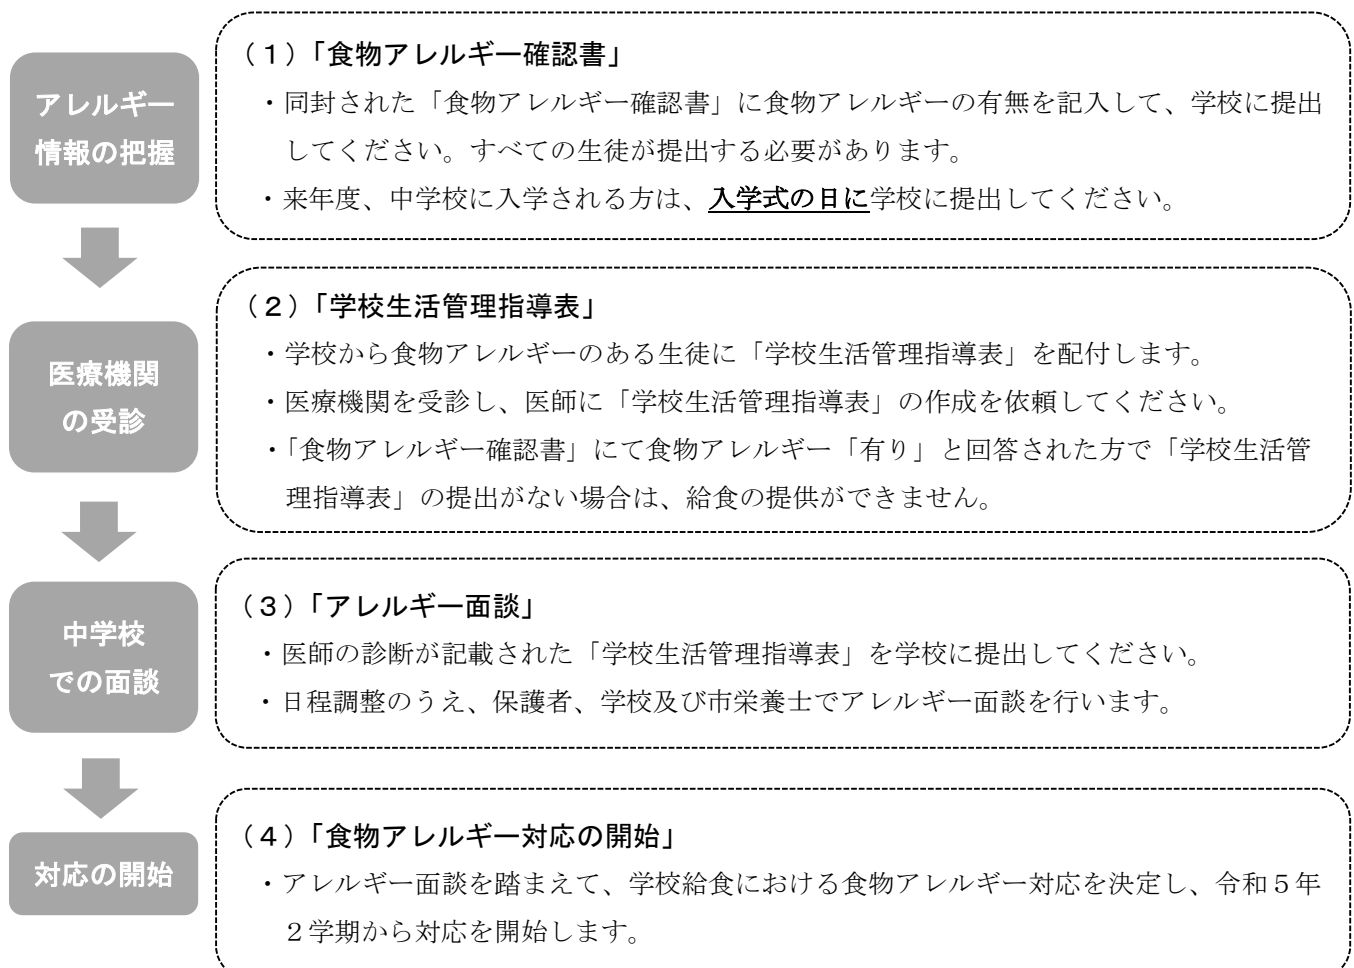 アレルギー
情報の把握
（１）「食物アレルギー確認書」
・同封された「食物アレルギー確認書」に食物アレルギーの有無を記入して、学校に提出
してください。すべての生徒が提出する必要があります。
・来年度、中学校に入学される方は、入学式の日に学校に提出してください。
医療機関
の受診
（２）「学校生活管理指導表」
・学校から食物アレルギーのある生徒に「学校生活管理指導表」を配付します。
・医療機関を受診し、医師に「学校生活管理指導表」の作成を依頼してください。
・「食物アレルギー確認書」にて食物アレルギー「有り」と回答された方で「学校生活管
理指導表」の提出がない場合は、給食の提供ができません。
中学校
での面談
（３）「アレルギー面談」
・医師の診断が記載された「学校生活管理指導表」を学校に提出してください。
・日程調整のうえ、保護者、学校及び市栄養士でアレルギー面談を行います。
対応の開始
（４）「食物アレルギー対応の開始」
・アレルギー面談を踏まえて、学校給食における食物アレルギー対応を決定し、令和５年
２学期から対応を開始します。